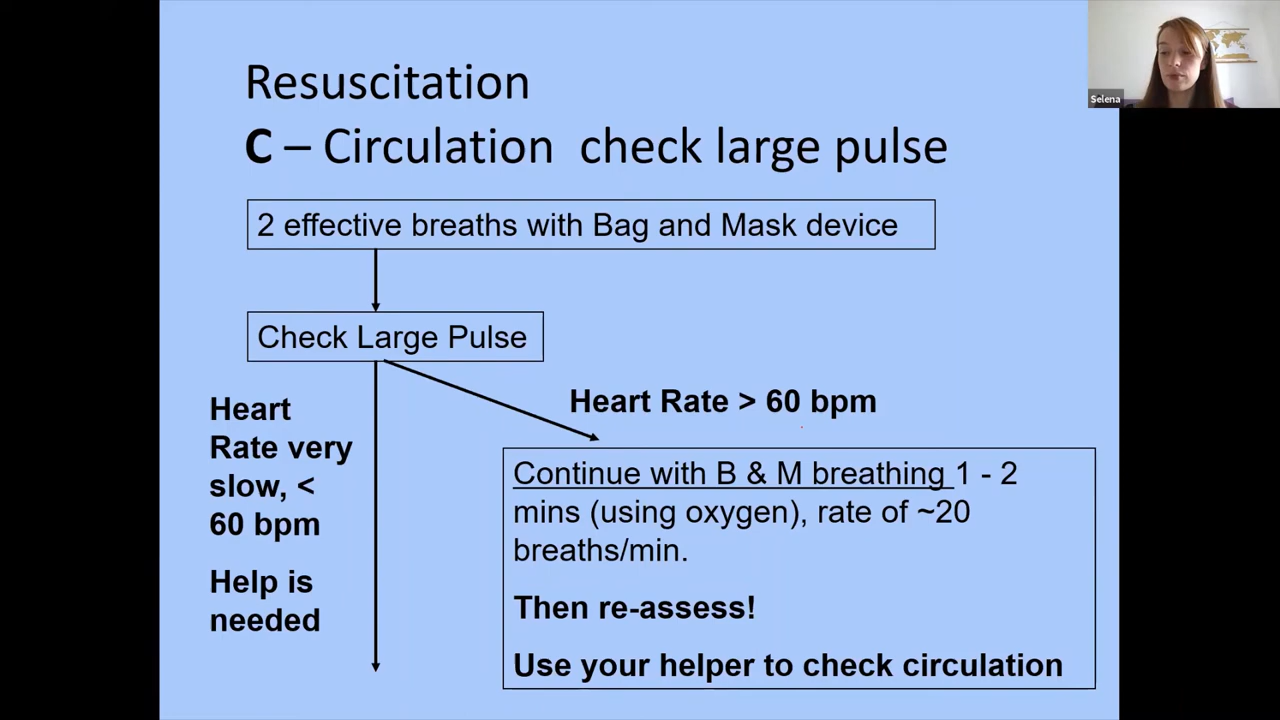 Resuscitation
C – Circulation check large pulse
2 effective breaths with Bag and Mask device
Check Large Pulse
Heart
Rate very
slow, <
60 bpm
Help is
needed
Heart Rate > 60 bpm
Continue with B & M breathing 1 - 2
mins (using oxygen), rate of ~20
breaths/min.
Then re-assess!
Use your helper to check circulation
Selena